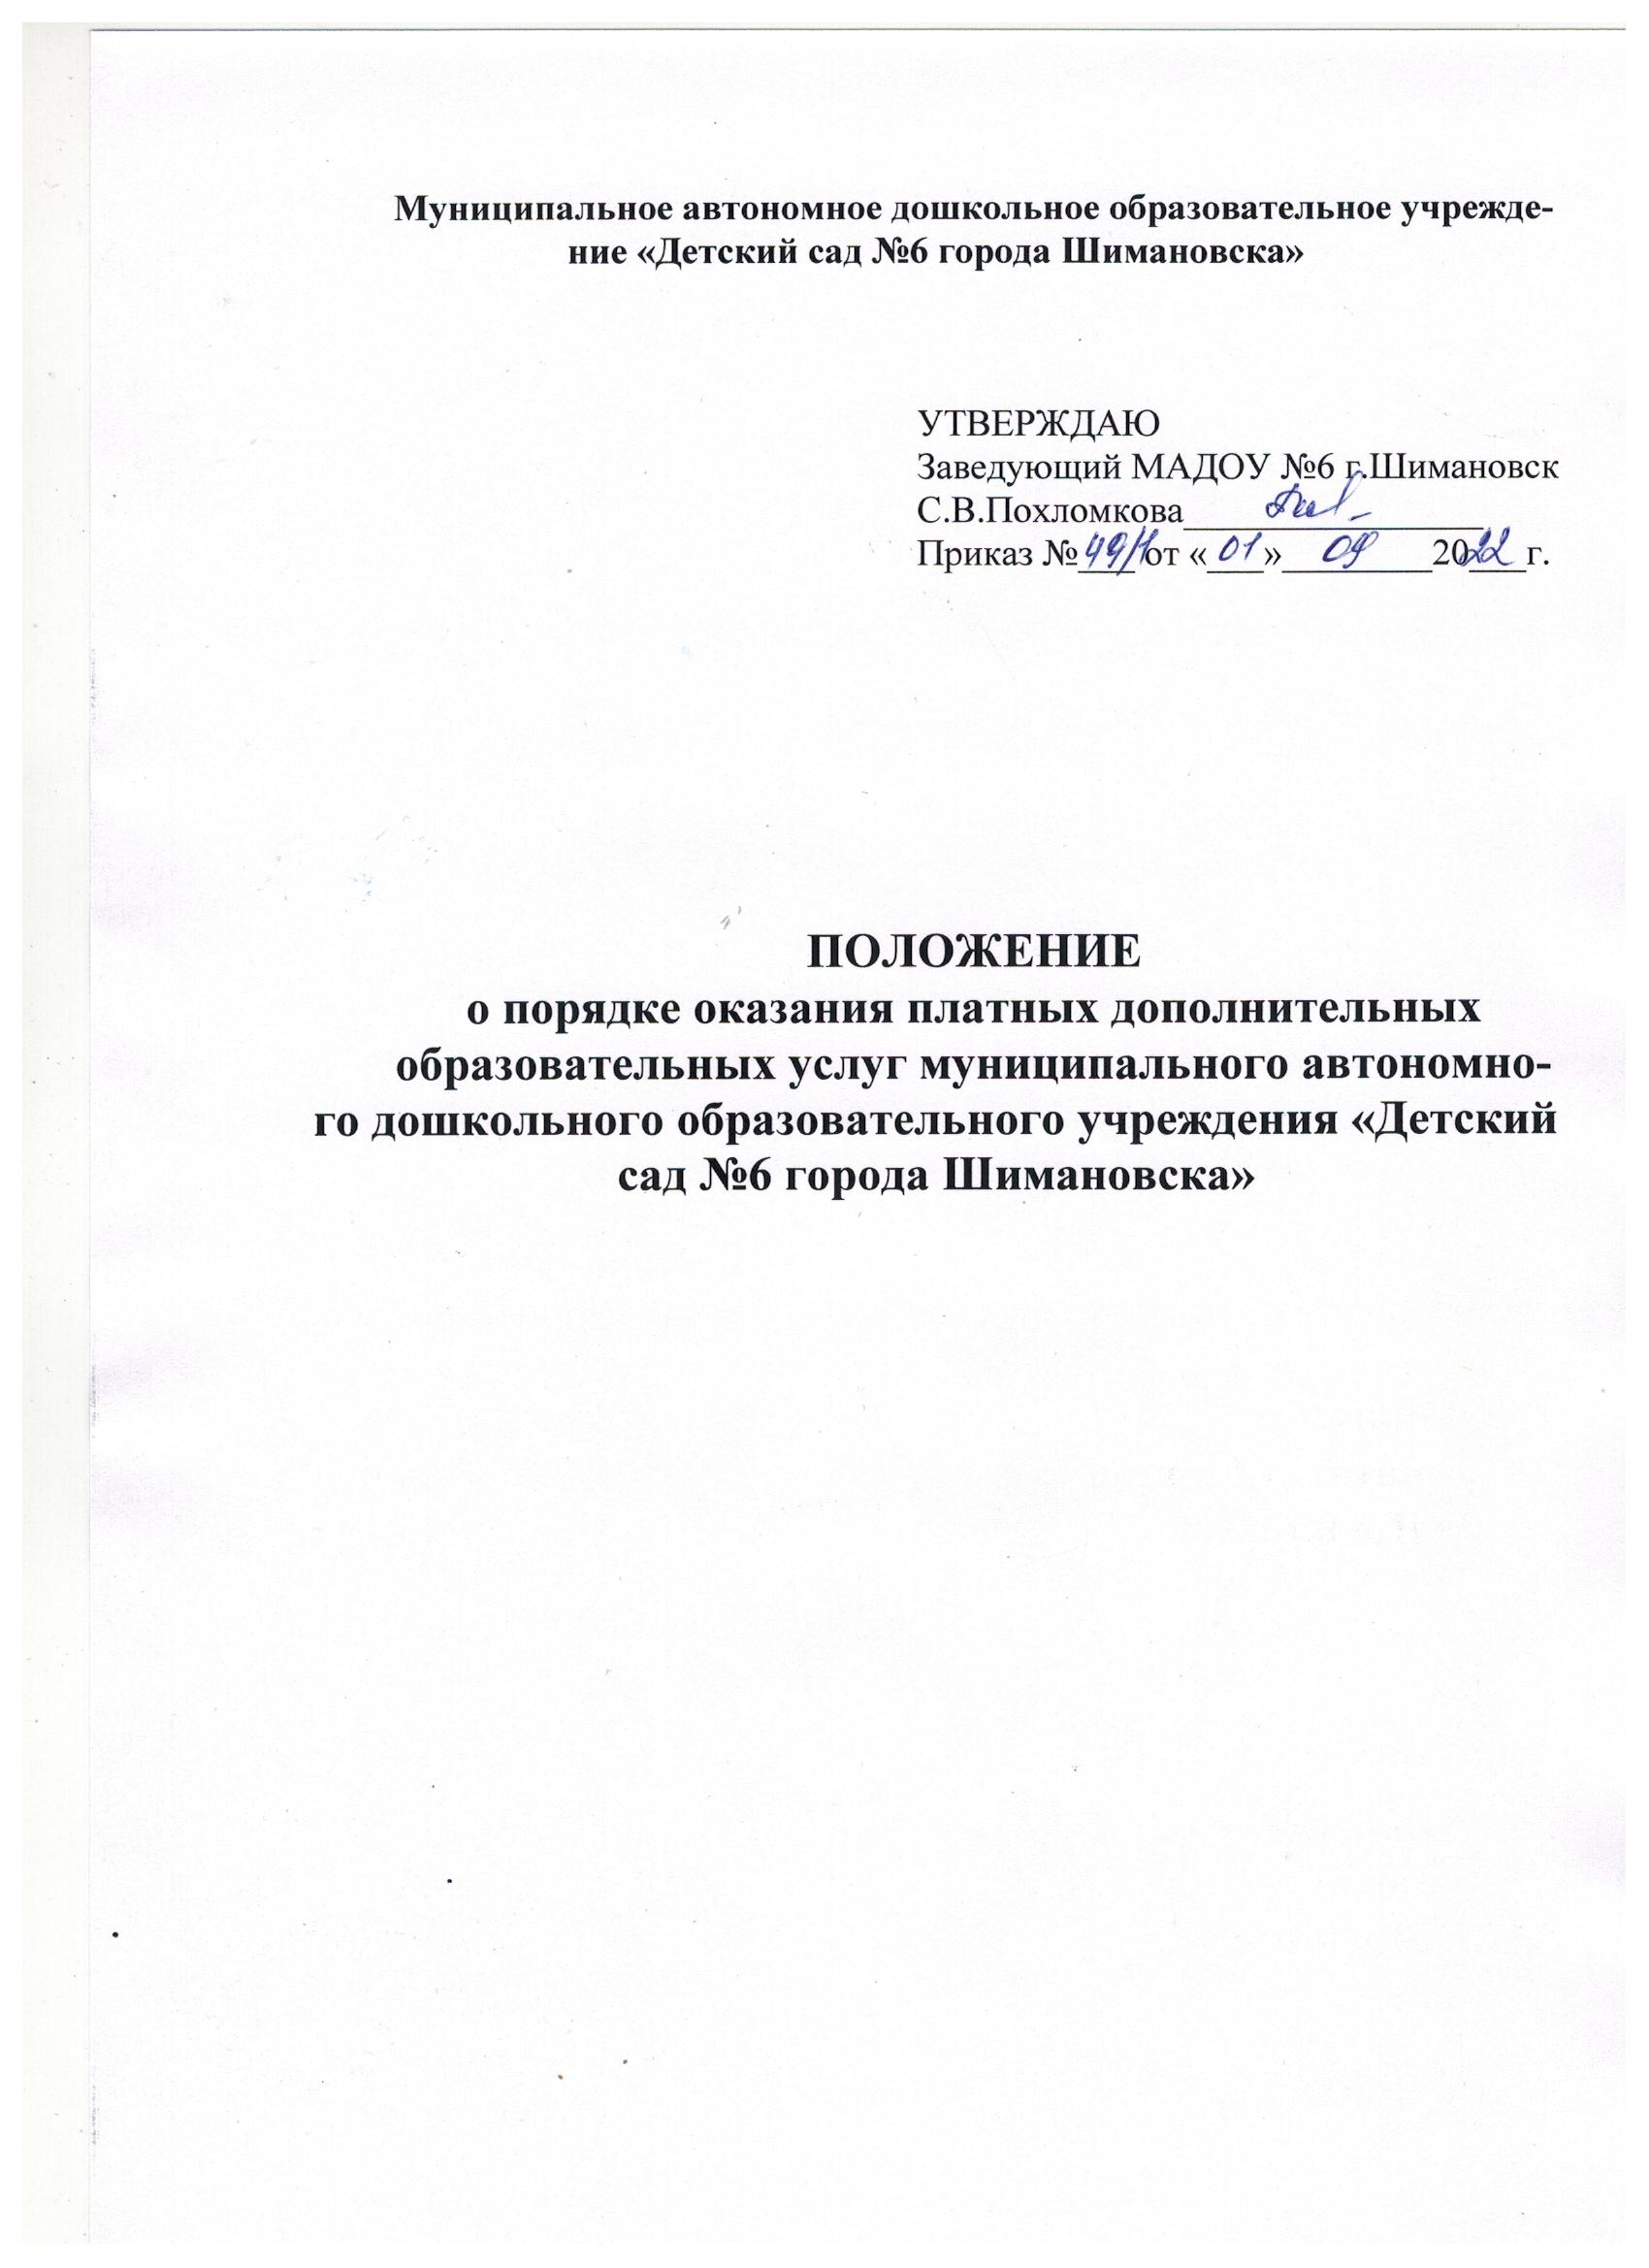 Муниципальное автономное дошкольное образовательное учрежде-
ние «Детский сад №6 города Шимановска»
УТВЕРЖДАЮ
Заведующий МАДОУ №6 г.Шимановск
С.В.Похломкова________________
Приказ №49/1 от «01» 09 2022 г.
ПОЛОЖЕНИЕ
о порядке оказания платных дополнительных
образовательных услуг муниципального автономно-
го дошкольного образовательного учреждения «Детский
сад №6 города Шимановска»